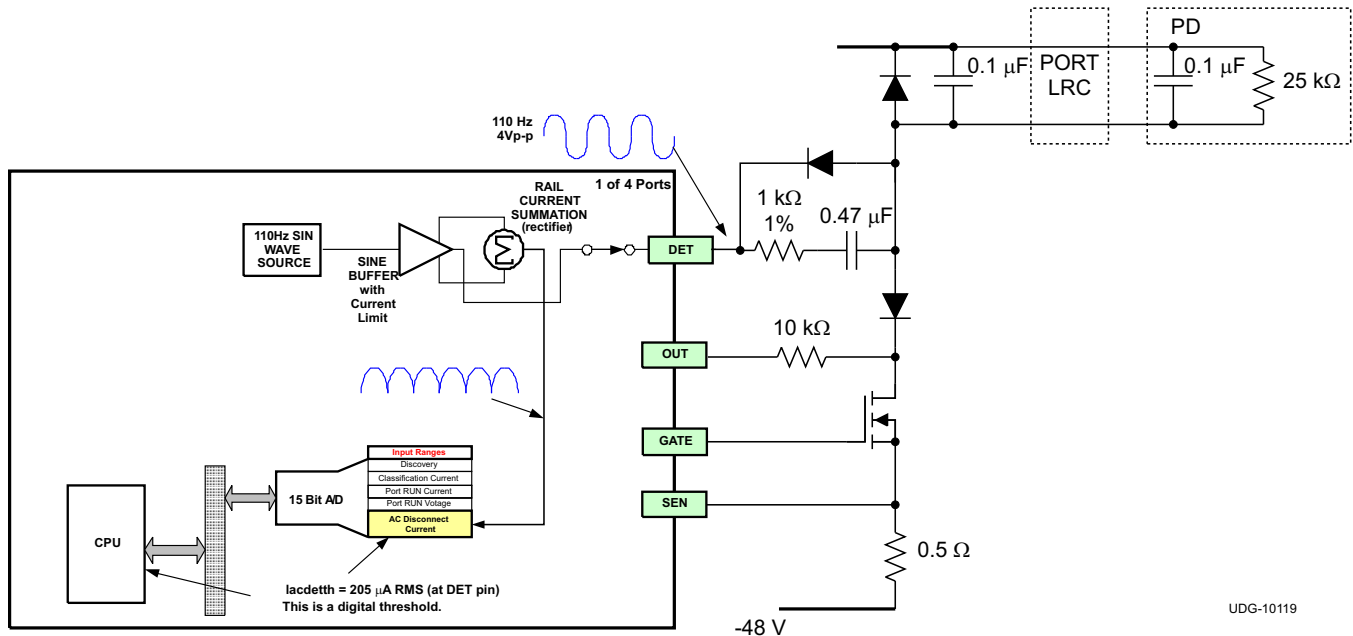 PD
0.1 μF
PORT
LRC
0.1 μF
25 kΩ
110 Hz
4Vp-p
1 of 4 Ports
RAIL
CURRENT
SUMMATION
(rectifier)
1 kΩ
1%
0.47 μF
110Hz SIN
WAVE
SOURCE
SINE
BUFFER
with
Current
Limit
Σ
DET
10 kΩ
OUT
GATE
SEN
Input Ranges
Discovery
Classification Current
Port RUN Current
Port RUN Votage
AC Disconnect
Current
15 Bit A/D
CPU
0.5 Ω
Iacdetth = 205 μA RMS (at DET pin)
This is a digital threshold.
-48 V
UDG-10119